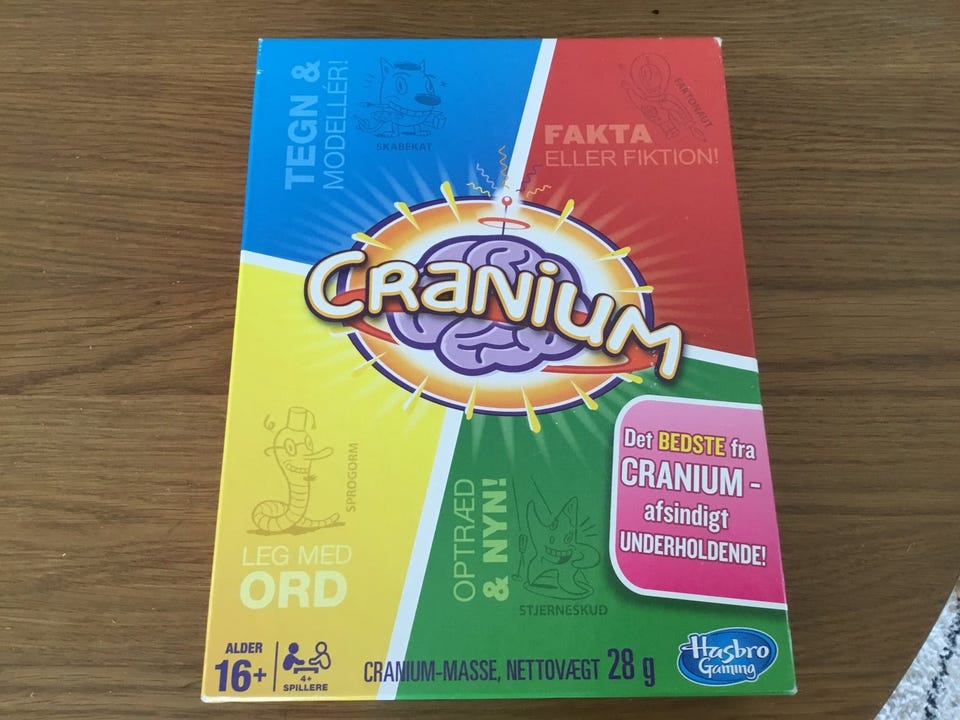 TEGN &
MODELLÉR!
SKABEKAT
FAKTONAUT
FAKTA
ELLER FIKTION!
CRANIUM
SPROGORM
LEG MED
ORD
OPTRÆD
& NYN!
STJERNESKUD
Det BEDSTE fra
CRANIUM -
afsindigt
UNDERHOLDENDE!
ALDER
16+
4+
SPILLERE
CRANIUM-MASSE, NETTOVÆGT 28 g
Hasbro
Gaming